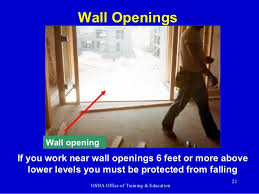 Wall Openings
Wall opening
If you work near wall openings 6 feet or more above
lower levels you must be protected from falling
OSHA Office of Training & Education
21